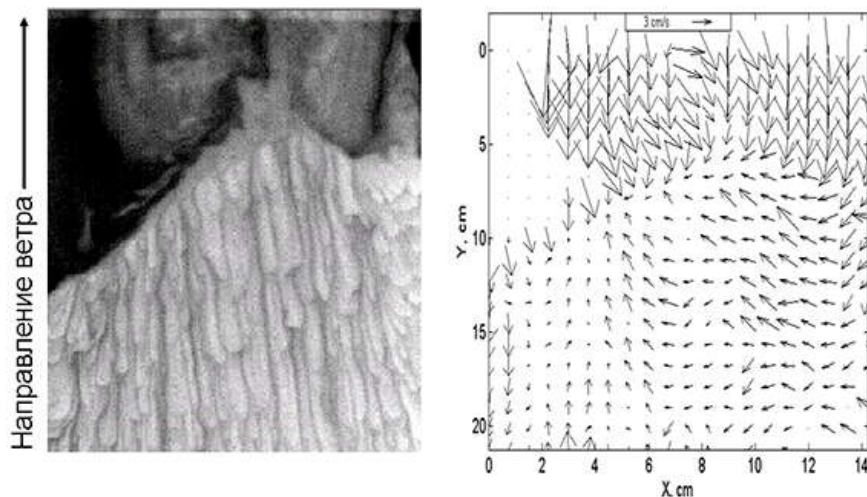 Направление ветра
3 cm/s
0
5
10
15
20
Y, cm
0 2 4 6 8 10 12 14
X, cm